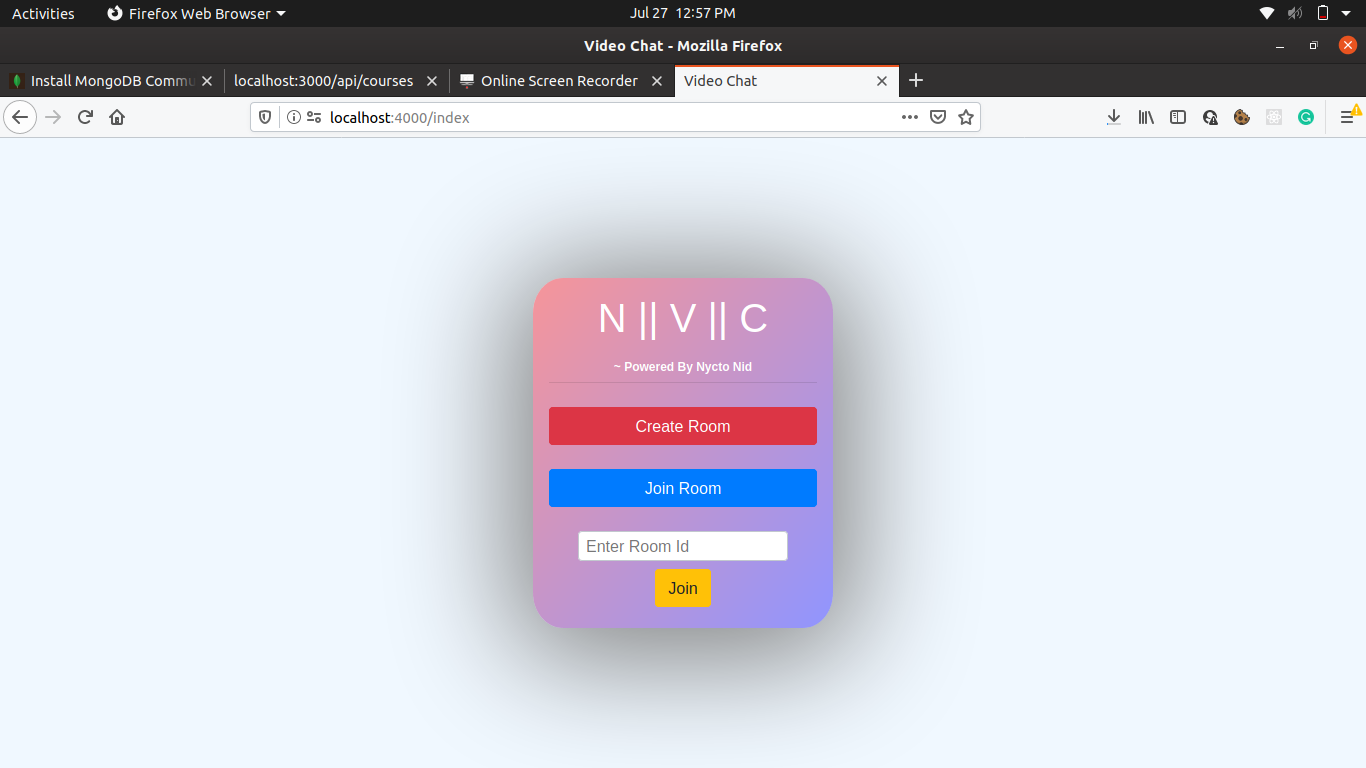 Activities Firefox Web Browser Jul 27 12:57 PM
Video Chat - Mozilla Firefox
Install MongoDB Commu localhost:3000/api/courses Online Screen Recorder Video Chat
localhost:4000/index
N || V || C
~ Powered By Nycto Nid
Create Room
Join Room
Enter Room Id
Join